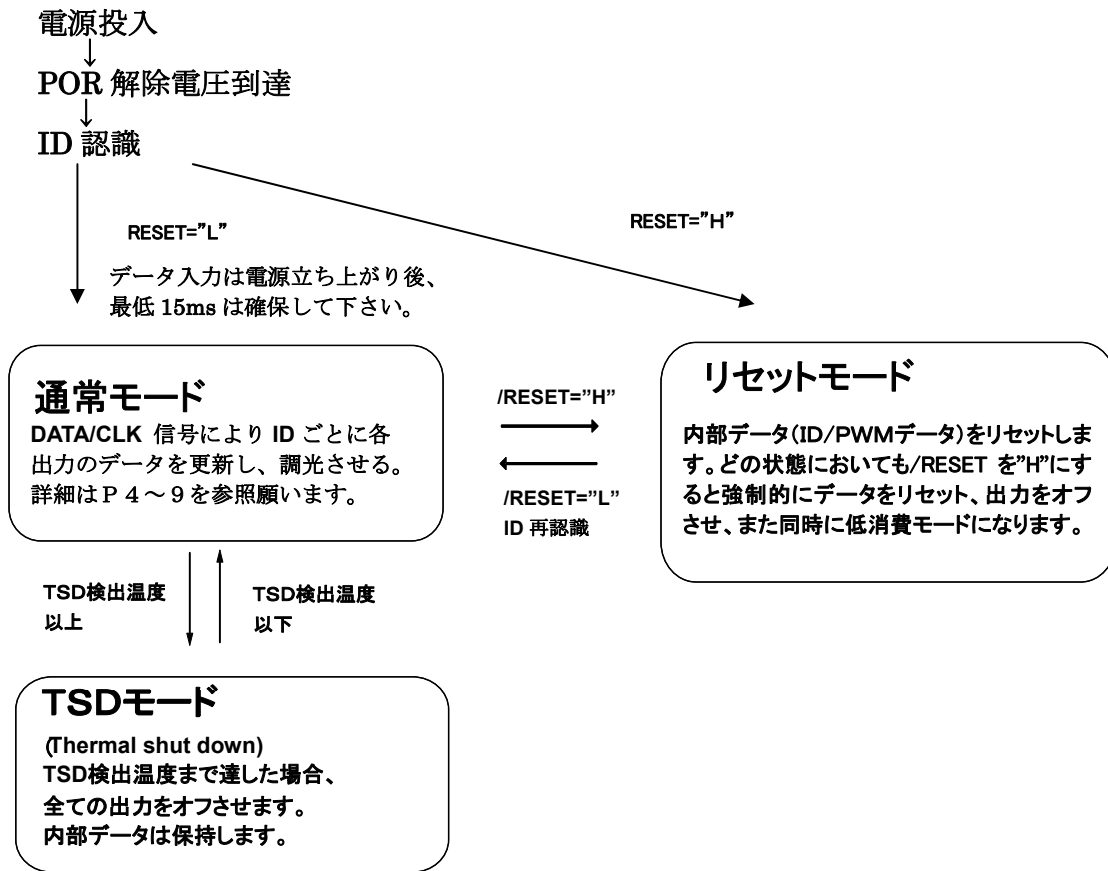 電源投入
↓
POR 解除電圧到達
↓
ID 認識
RESET="L"
RESET="H"
データ入力は電源立ち上がり後、
最低 15ms は確保して下さい。
通常モード
DATA/CLK 信号により ID ごとに各
出力のデータを更新し、調光させる。
詳細はP 4~9を参照願います。
/RESET="H"
/RESET="L"
ID 再認識
リセットモード
内部データ(ID/PWMデータ)をリセットしま
す。どの状態においても/RESET を"H"にす
ると強制的にデータをリセット、出力をオフ
させ、また同時に低消費モードになります。
TSD検出温度
以上
TSD検出温度
以下
TSDモード
(Thermal shut down)
TSD検出温度まで達した場合、
全ての出力をオフさせます。
内部データは保持します。